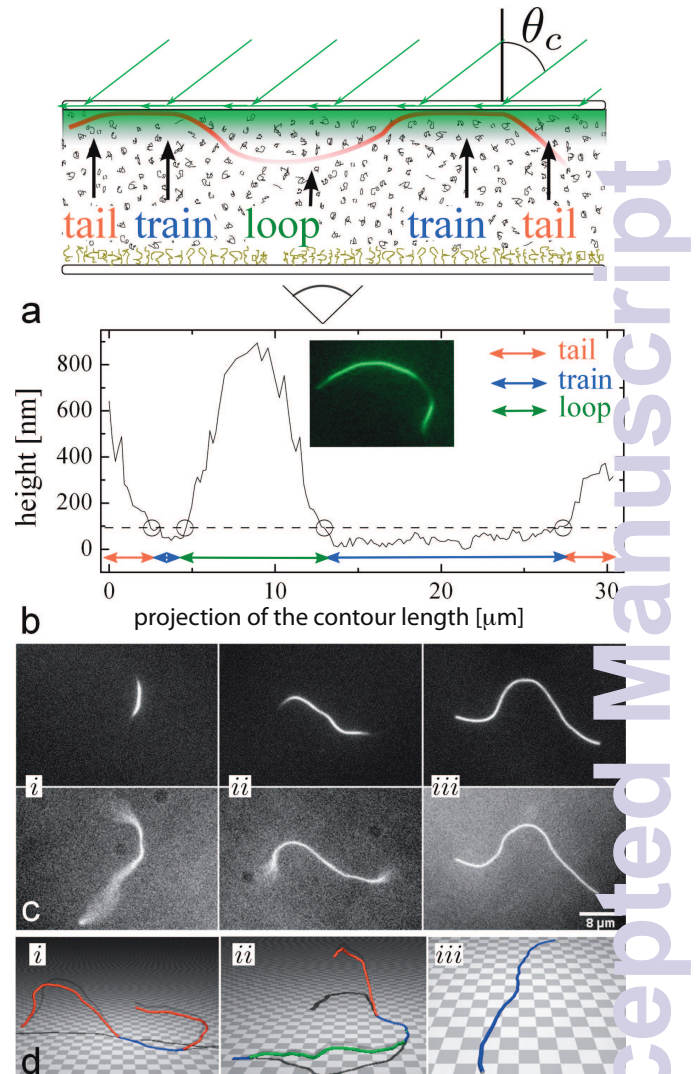 θc
tail train loop train tail
a
tail
train
loop
height [nm]
800
600
400
200
0
0 10 20 30
projection of the contour length [μm]
b
i ii iii
c
8 μm
i ii iii
d
cepted Manuscript